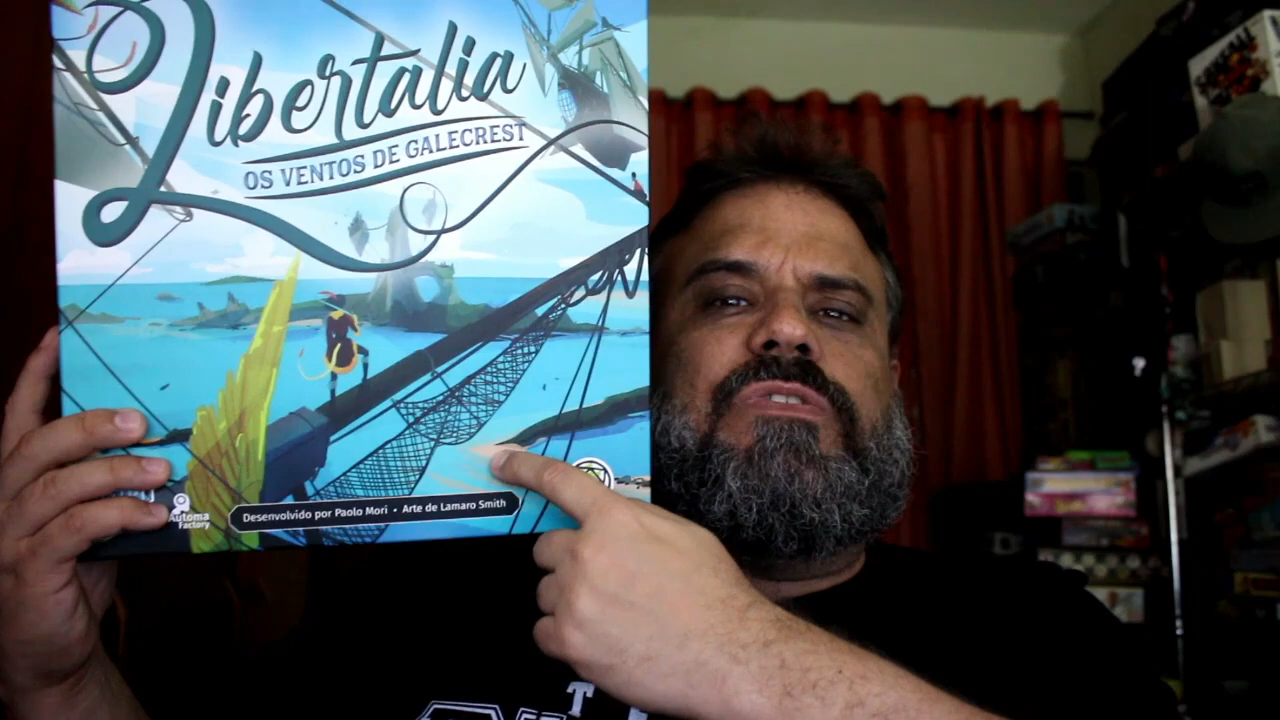 Libertalia
OS VENTOS DE GALECREST
Automa
Factory
Desenvolvido por Paolo Mori • Arte de Lamaro Smith
T